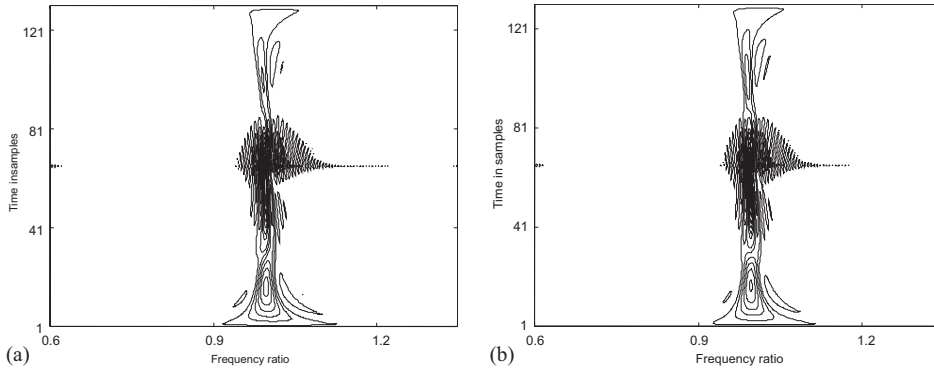 121
81
41
1
0.6
0.9
1.2
Time insamples
Frequency ratio
(a)
121
81
41
1
0.6
0.9
1.2
Time in samples
Frequency ratio
(b)